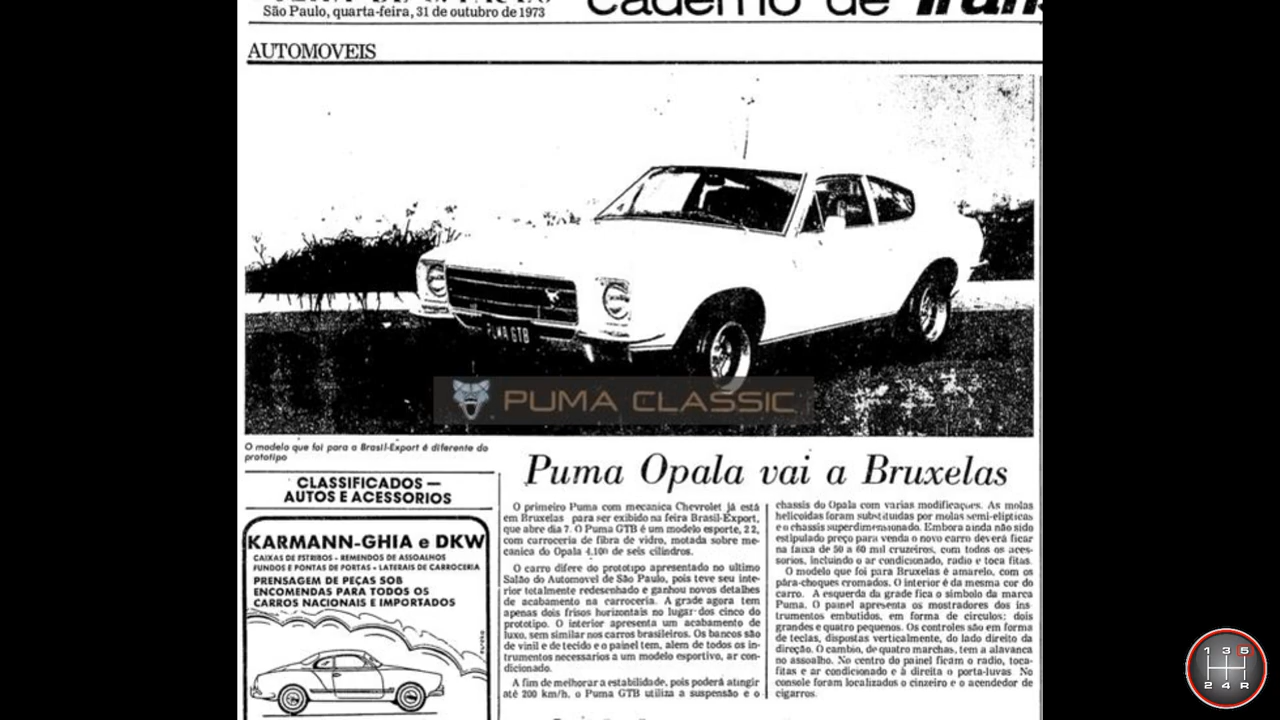 São Paulo, quarta-feira, 31 de outubro de 1973
caderno de
AUTOMOVEIS
PUMA GTB
PUMA CLASSIC
O modelo que foi para a Brasil-Export é diferente do
prototipo
CLASSIFICADOS —
AUTOS E ACESSORIOS
KARMANN-GHIA e DKW
CAIXAS DE ESTRIBOS - REMENDOS DE ASSOALHOS
FUNDOS E PONTAS DE PORTAS - LATERAIS DE CARROCERIA
PRENSAGEM DE PEÇAS SOB
ENCOMENDAS PARA TODOS OS
CARROS NACIONAIS E IMPORTADOS
Puma Opala vai a Bruxelas
O primeiro Puma com mecanica Chevrolet já está
em Bruxelas para ser exibido na feira Brasil-Export,
que abre dia 7. O Puma GTB é um modelo esporte, 2 2,
com carroceria de fibra de vidro, motada sobre me-
canica do Opala 4.100 de seis cilindros.
O carro difere do prototipo apresentado no ultimo
Salão do Automovel de São Paulo, pois teve seu inte-
rior totalmente redesenhado e ganhou novos detalhes
de acabamento na carroceria. A grade agora tem
apenas dois frisos horizontais no lugar dos cinco do
prototipo. O interior apresenta um acabamento de
luxo, sem similar nos carros brasileiros. Os bancos são
de vinil e de tecido e o painel tem, alem de todos os ins-
trumentos necessarios a um modelo esportivo, ar con-
dicionado.
A fim de melhorar a estabilidade, pois poderá atingir
até 200 km/h, o Puma GTB utiliza a suspensão e o
chassis do Opala com varias modificações. As molas
helicoidas foram substituidas por molas semi-elipticas
e o chassis superdimensionado. Embora ainda não sido
estipulado preço para venda o novo carro deverá ficar
na faixa de 50 a 60 mil cruzeiros, com todos os aces-
sorios, incluindo o ar condicionado, radio e toca fitas.
O modelo que foi para Bruxelas é amarelo, com os
pára-choques cromados. O interior é da mesma cor do
carro. A esquerda da grade fica o simbolo da marca
Puma. O painel apresenta os mostradores dos ins-
trumentos embutidos, em forma de circulos: dois
grandes e quatro pequenos. Os controles são em forma
de teclas, dispostas verticalmente, do lado direito da
direção. O cambio, de quatro marchas, tem a alavanca
no assoalho. No centro do painel ficam o radio, toca-
fitas e ar condicionado e à direita o porta-luvas No
console foram localizados o cinzeiro e o acendedor de
cigarros.
1 3 5
2 4 R